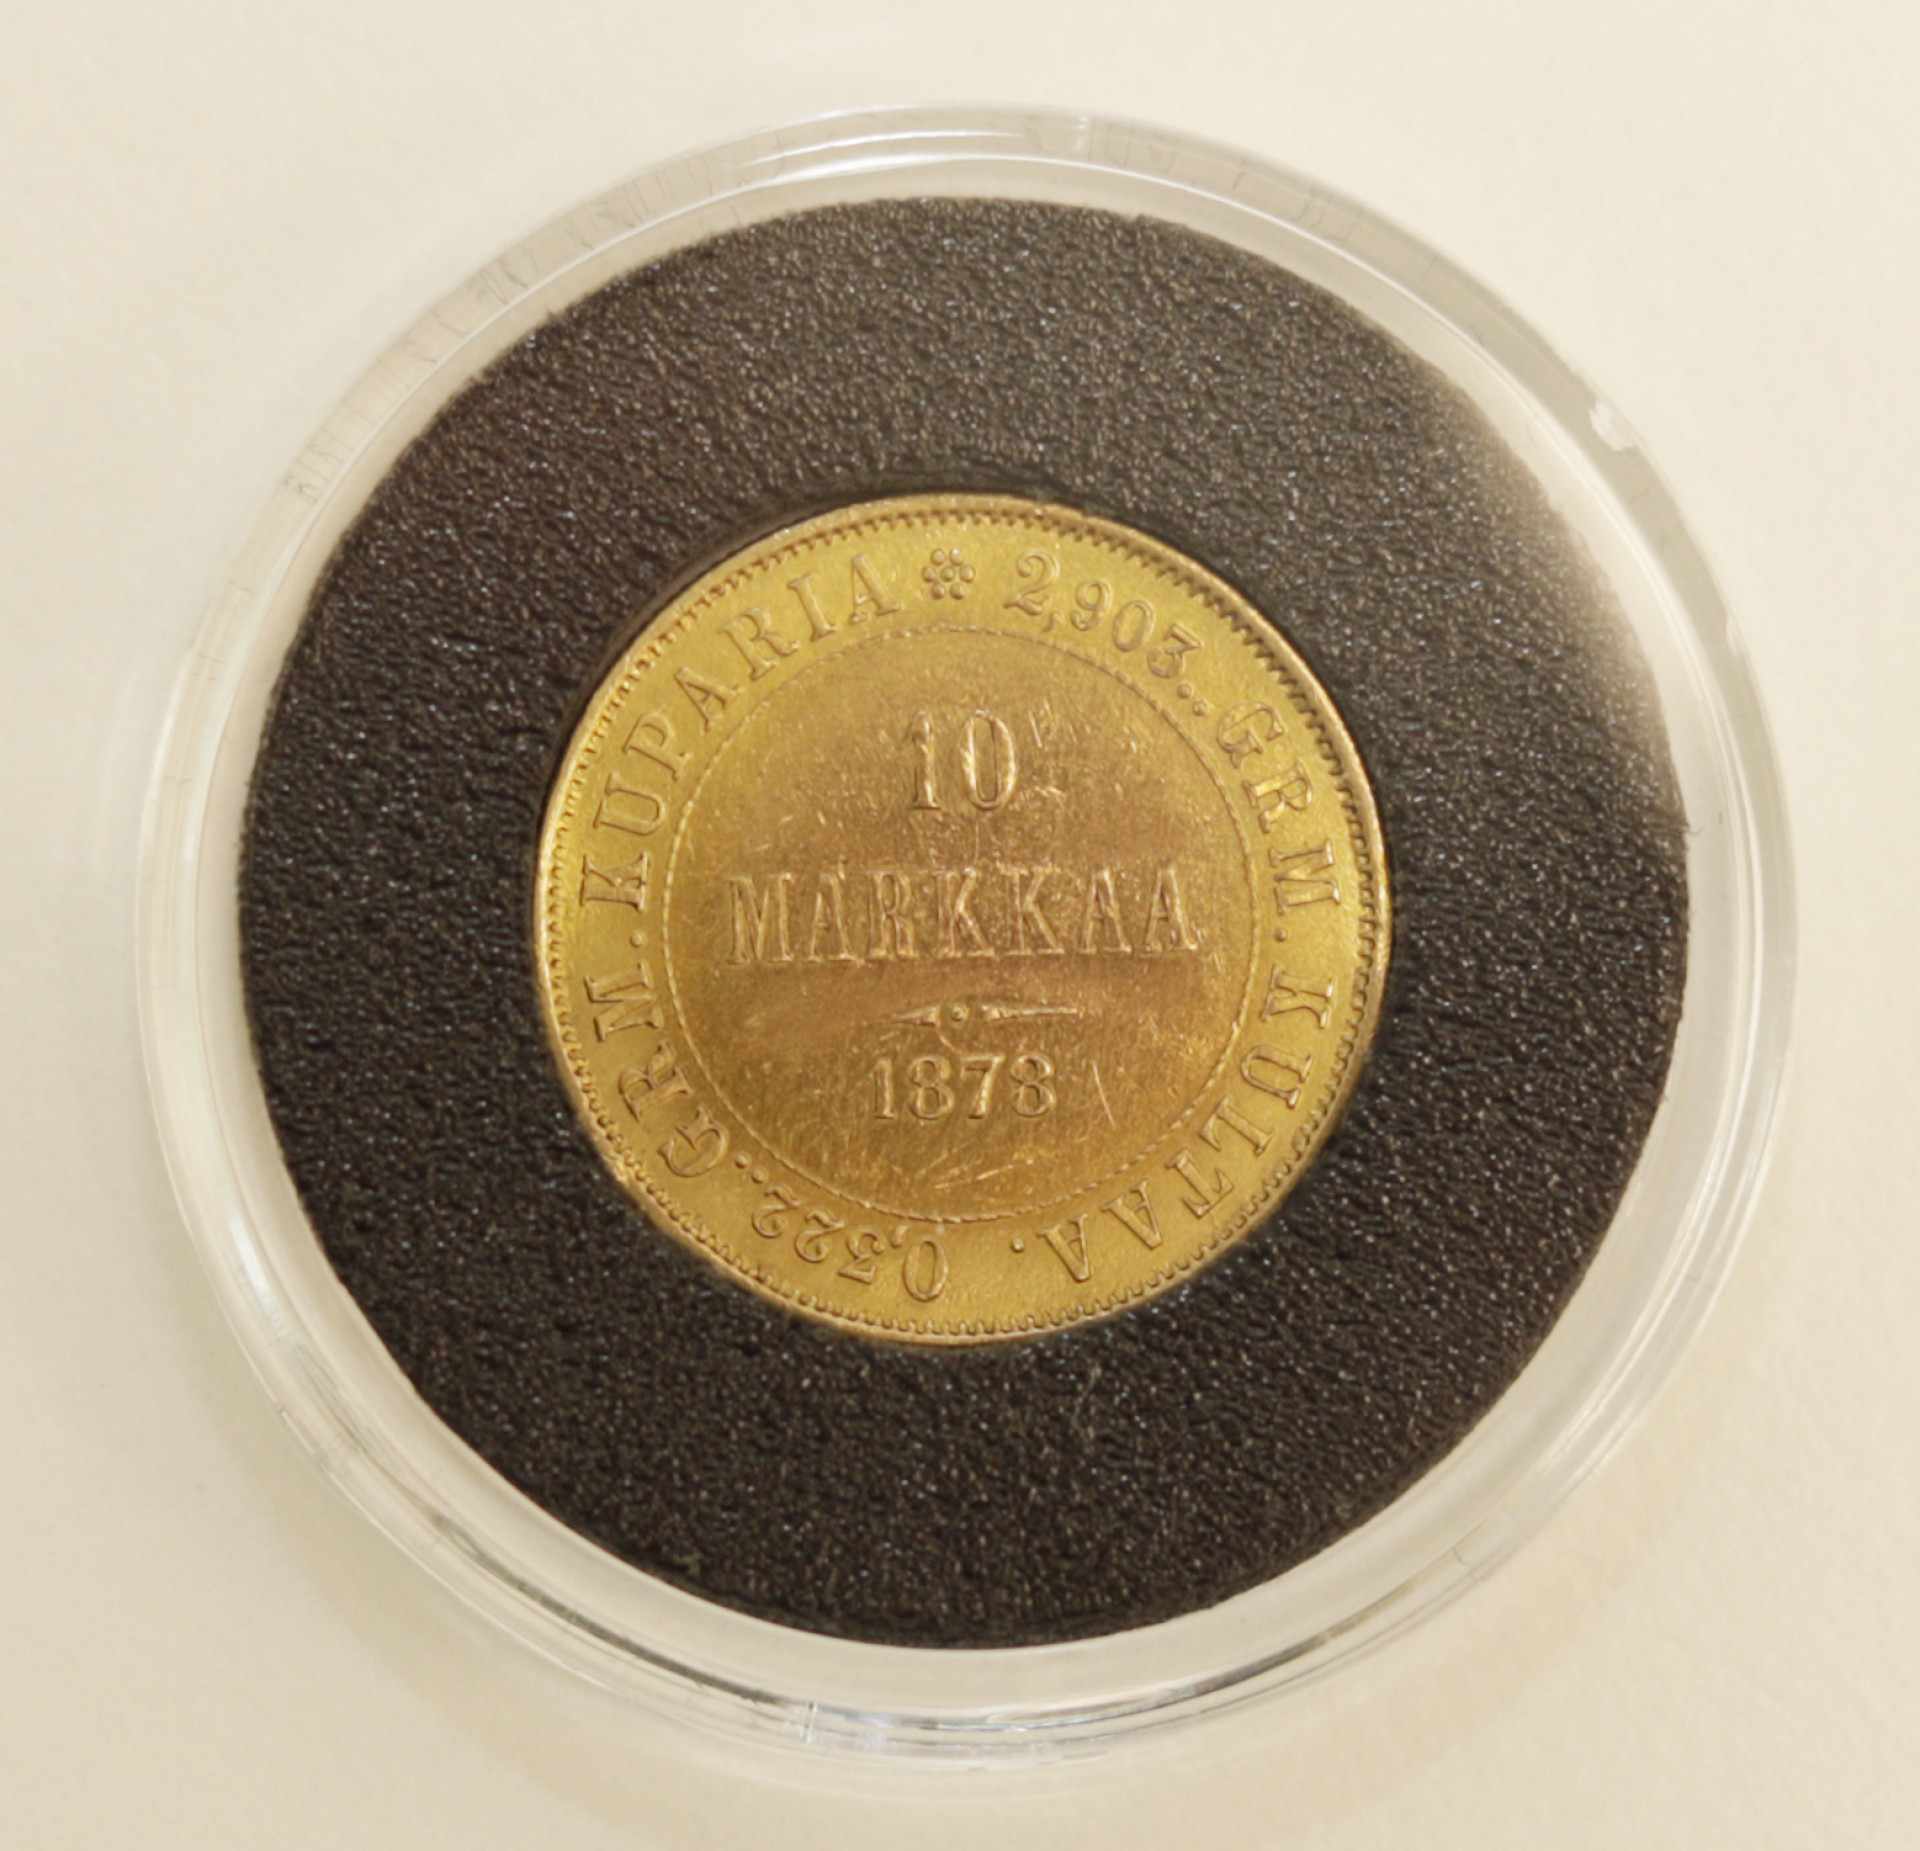 2,903..GRM. KULTAA. 0,322..GRM. KUPARIA
10
MARKKAA
1878